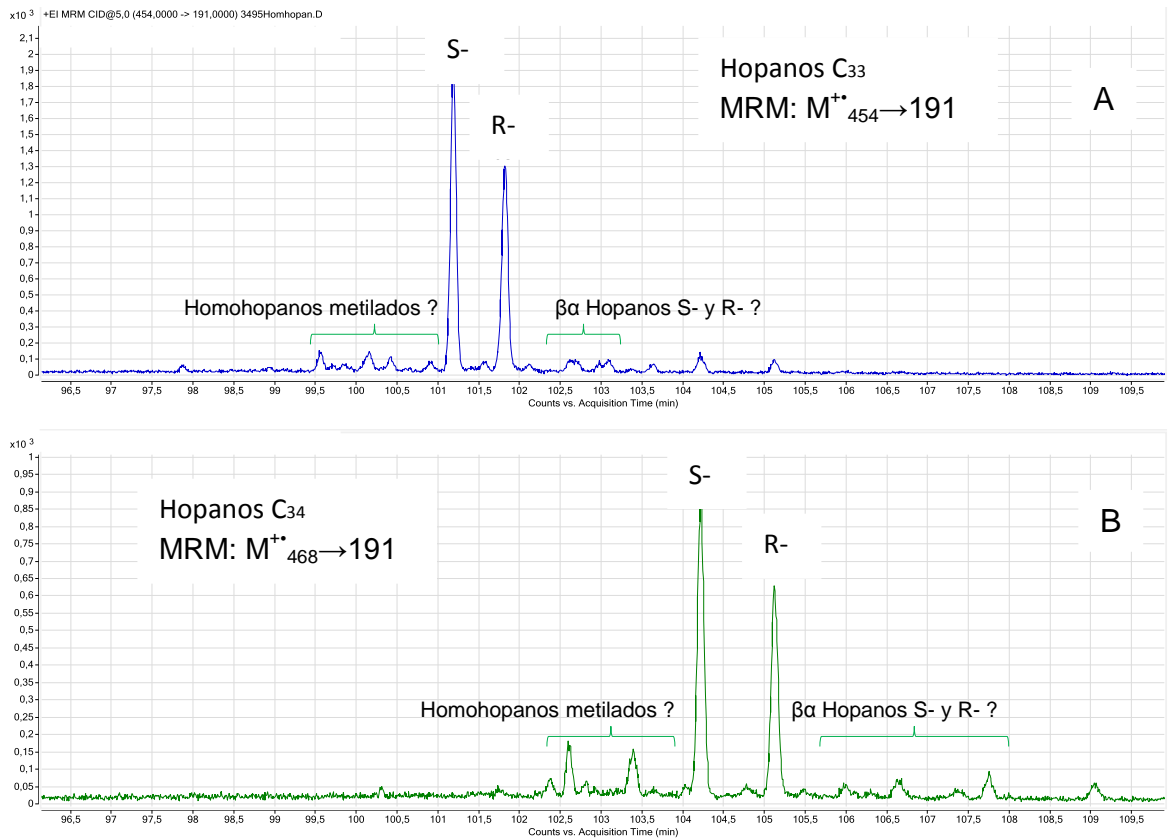 x10 ³ +EI MRM CID@5,0 (454,0000 -> 191,0000) 3495Homhopan.D
S-
R-
Hopanos C₃₃
MRM: M⁺•₄₅₄→191
A
2,1
2
1,9
1,8
1,7
1,6
1,5
1,4
1,3
1,2
1,1
1
0,9
0,8
0,7
0,6
0,5
0,4
0,3
0,2
0,1
0
Homohopanos metilados ?
βα Hopanos S- y R- ?
96,5 97 97,5 98 98,5 99 99,5 100 100,5 101 101,5 102 102,5 103 103,5 104 104,5 105 105,5 106 106,5 107 107,5 108 108,5 109 109,5
Counts vs. Acquisition Time (min)
x10 ³
S-
R-
Hopanos C₃₄
MRM: M⁺•₄₆₈→191
B
1
0,95
0,9
0,85
0,8
0,75
0,7
0,65
0,6
0,55
0,5
0,45
0,4
0,35
0,3
0,25
0,2
0,15
0,1
0,05
0
Homohopanos metilados ?
βα Hopanos S- y R- ?
96,5 97 97,5 98 98,5 99 99,5 100 100,5 101 101,5 102 102,5 103 103,5 104 104,5 105 105,5 106 106,5 107 107,5 108 108,5 109 109,5
Counts vs. Acquisition Time (min)